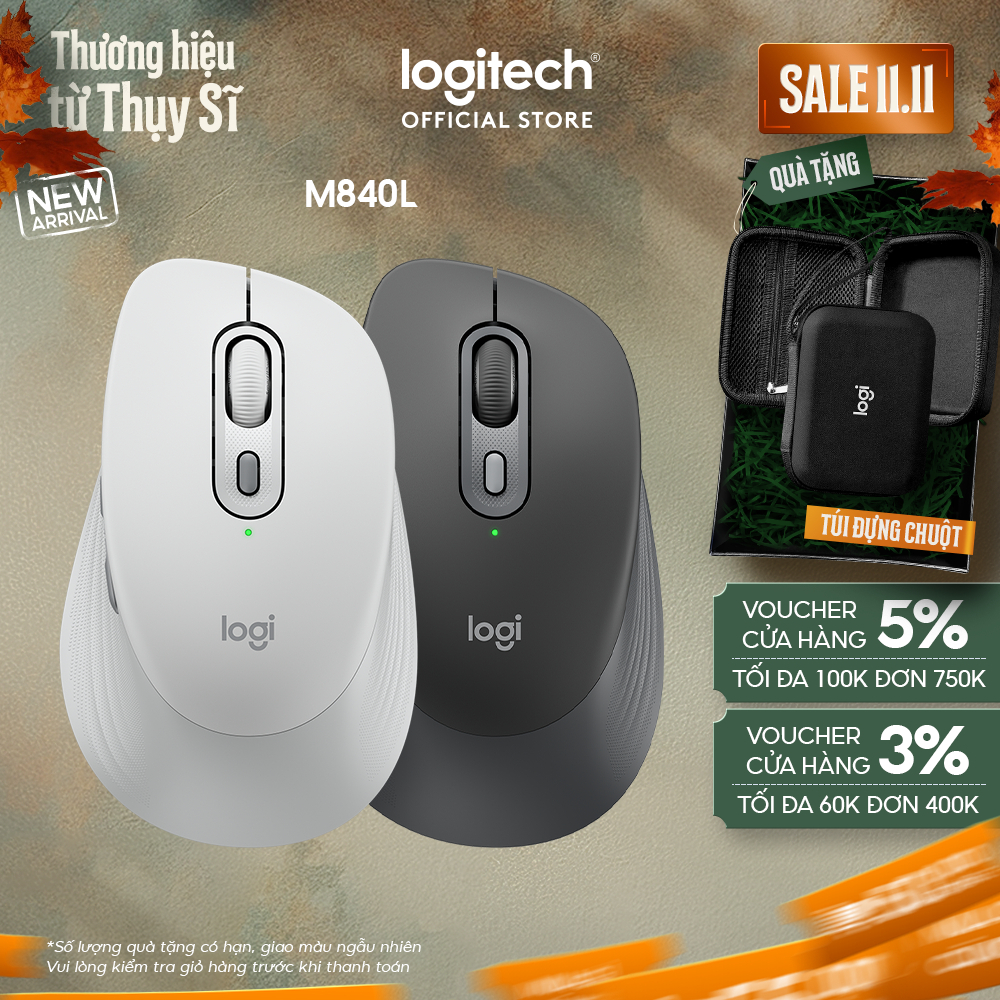 Thương hiệu
từ Thụy Sĩ
logitech®
OFFICIAL STORE
SALE 11.11
NEW
ARRIVAL
M840L
QUÀ TẶNG
logi
TÚI ĐỰNG CHUỘT
logi
logi
VOUCHER
CỬA HÀNG
5%
TỐI ĐA 100K ĐƠN 750K
VOUCHER
CỬA HÀNG
3%
TỐI ĐA 60K ĐƠN 400K
*Số lượng quà tặng có hạn, giao màu ngẫu nhiên
Vui lòng kiểm tra giỏ hàng trước khi thanh toán